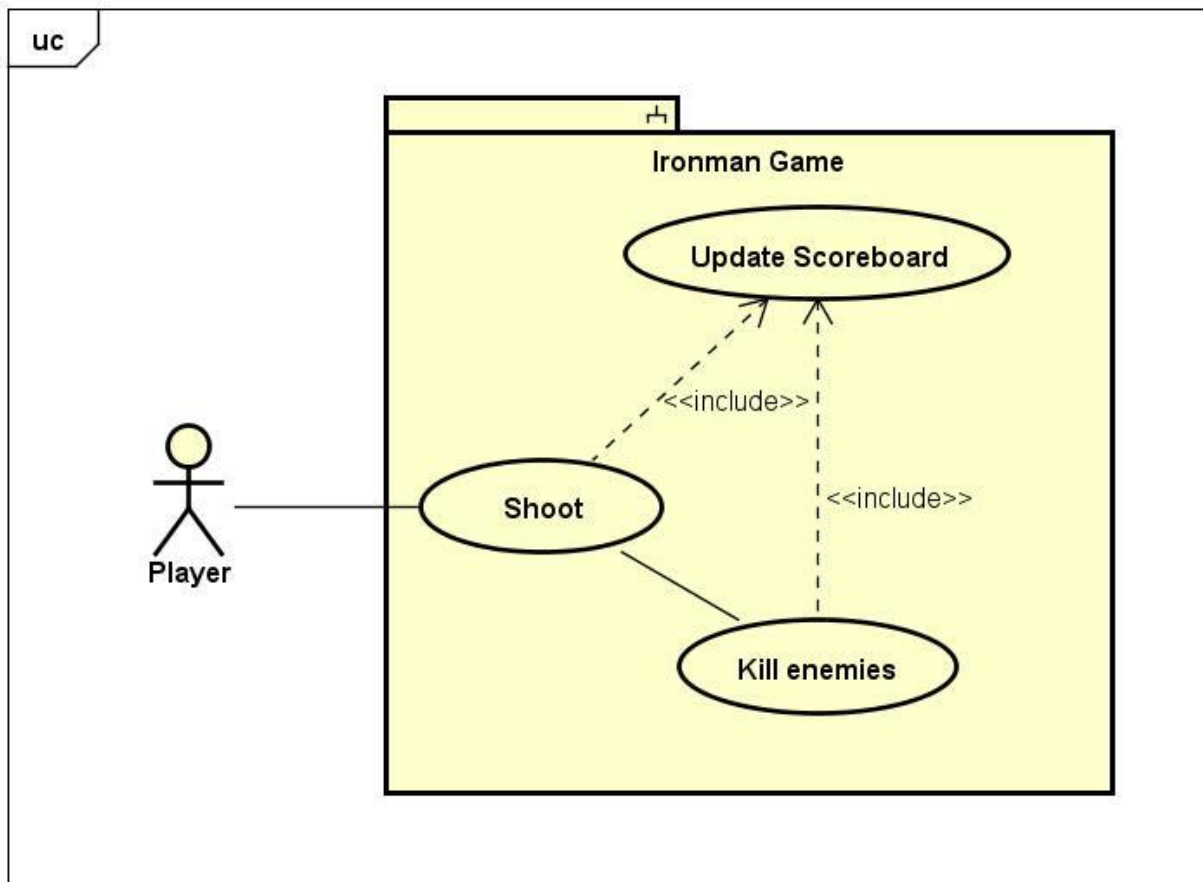 uc
Ironman Game
Update Scoreboard
<<include>>
<<include>>
Shoot
Player
Kill enemies